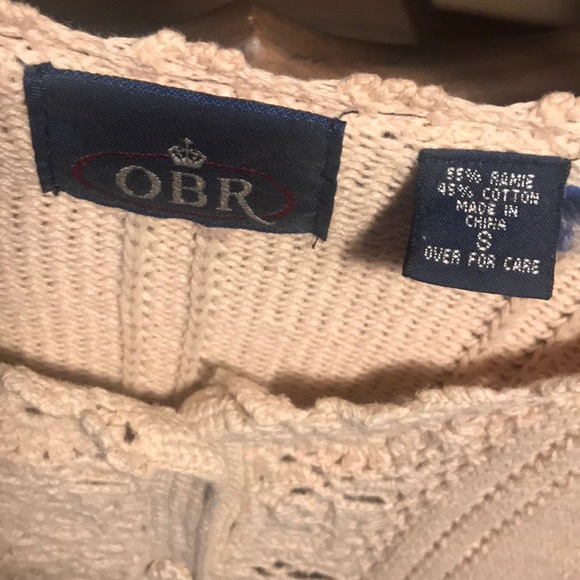 OBR
55% RAMIE
45% COTTON
MADE IN
CHINA
S
OVER FOR CARE